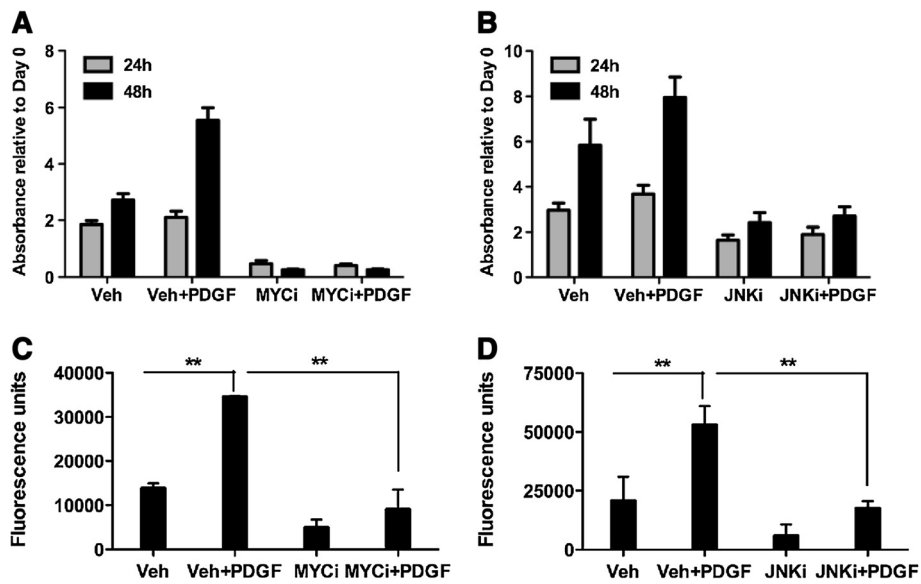 A
Absorbance relative to Day 0
8
6
4
2
0
24h
48h
Veh Veh+PDGF MYCi MYCi+PDGF
B
Absorbance relative to Day 0
10
8
6
4
2
0
24h
48h
Veh Veh+PDGF JNKi JNKi+PDGF
C
Fluorescence units
40000
30000
20000
10000
0
** **
Veh Veh+PDGF MYCi MYCi+PDGF
D
Fluorescence units
75000
50000
25000
0
** **
Veh Veh+PDGF JNKi JNKi+PDGF